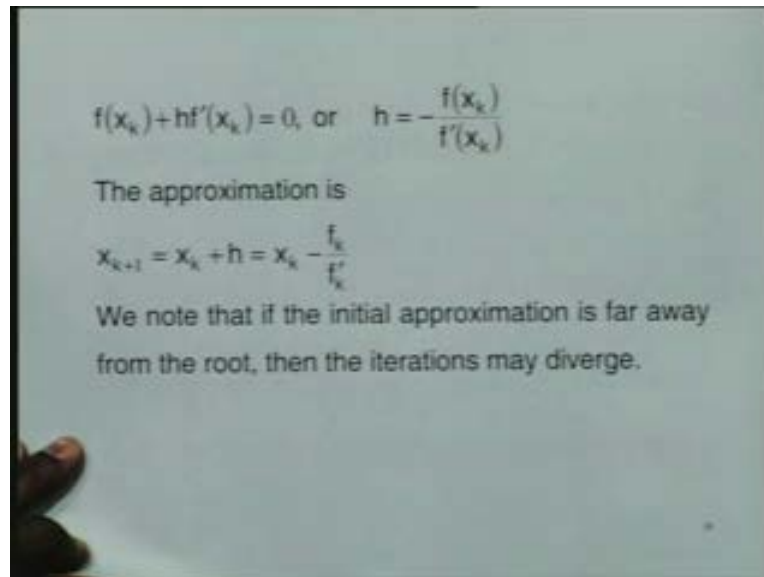 f(xₖ)+hf′(xₖ)=0, or h=−f(xₖ)/f′(xₖ)
The approximation is
xₖ₊₁ = xₖ +h = xₖ − fₖ/f′ₖ
We note that if the initial approximation is far away
from the root, then the iterations may diverge.